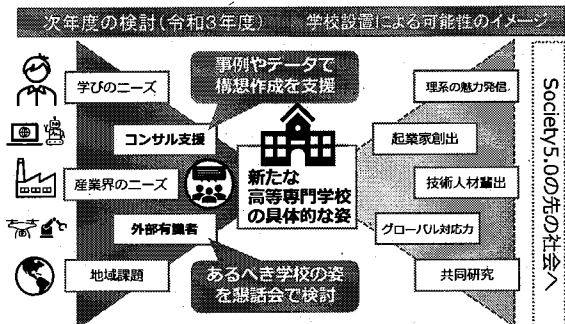 次年度の検討(令和3年度)
学校設置による可能性のイメージ
学びのニーズ
コンサル支援
産業界のニーズ
外部有識者
地域課題
事例やデータで
構想作成を支援
新たな
高等専門学校
の具体的な姿
あるべき学校の姿
を懇話会で検討
理系の魅力発信
起業家創出
技術人材輩出
グローバル対応力
共同研究
Society5.0の先の社会へ